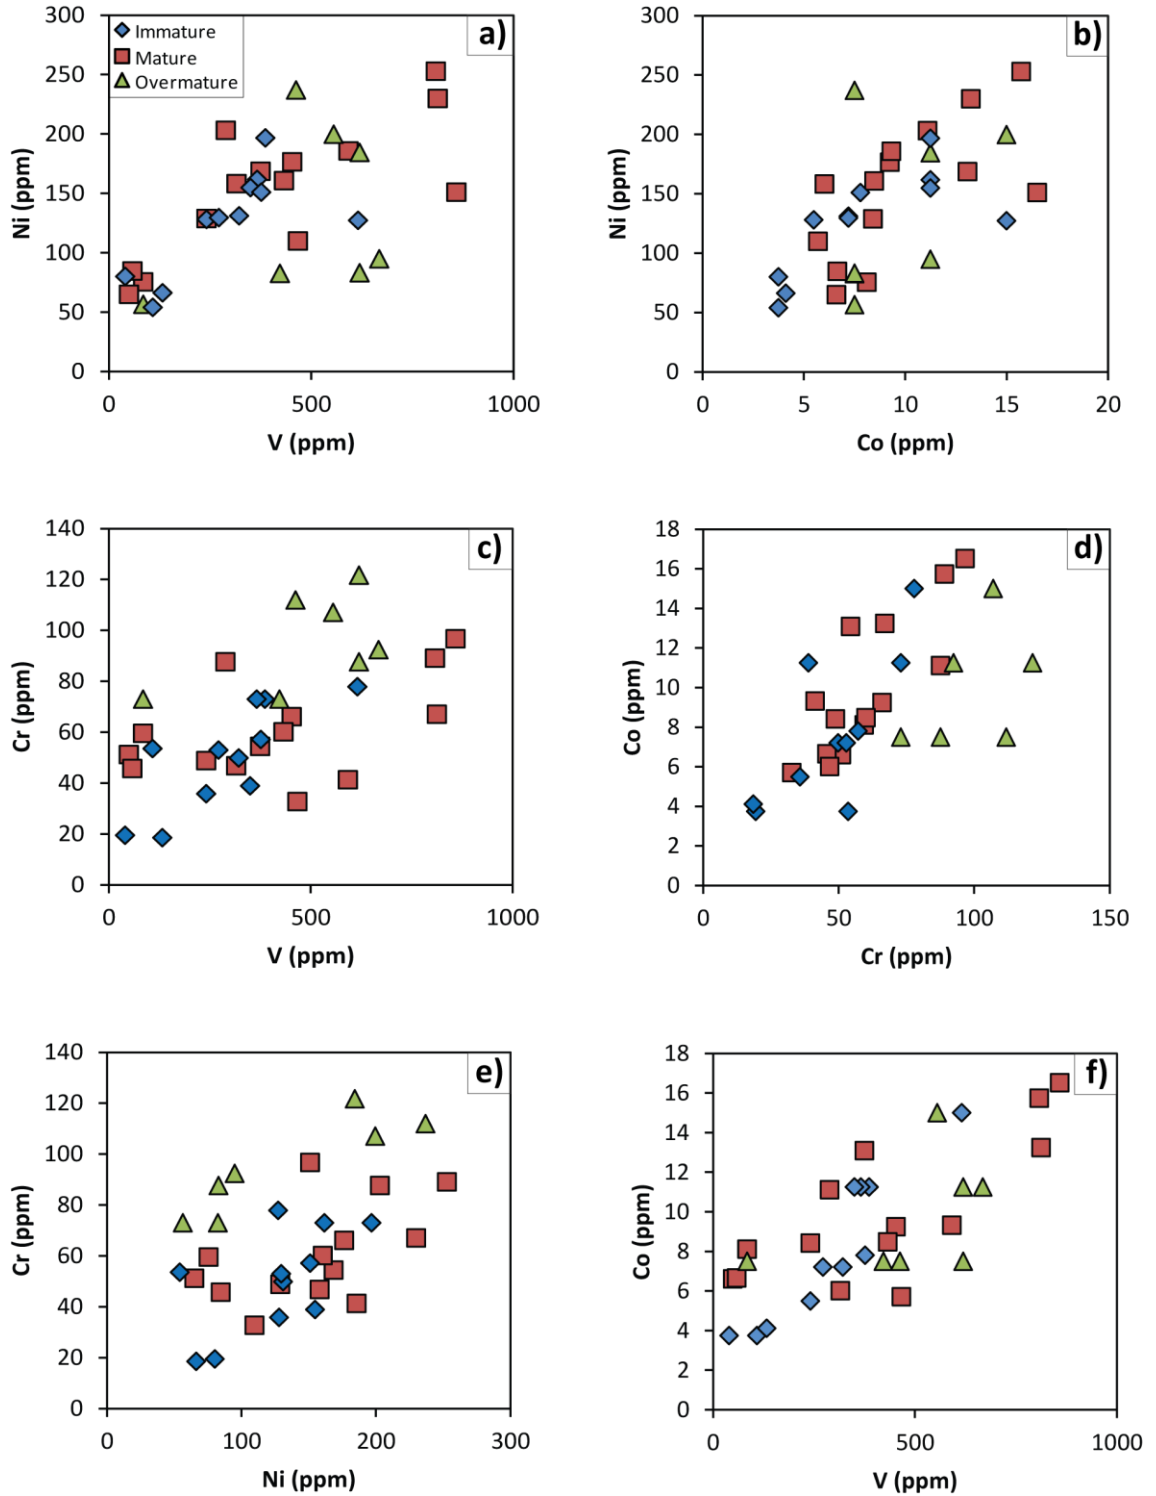 300
250
200
150
100
50
0
Ni (ppm)
Immature
Mature
Overmature
a)
0 500 1000
V (ppm)
300
250
200
150
100
50
0
Ni (ppm)
b)
0 5 10 15 20
Co (ppm)
140
120
100
80
60
40
20
0
Cr (ppm)
c)
0 500 1000
V (ppm)
18
16
14
12
10
8
6
4
2
0
Co (ppm)
d)
0 50 100 150
Cr (ppm)
140
120
100
80
60
40
20
0
Cr (ppm)
e)
0 100 200 300
Ni (ppm)
18
16
14
12
10
8
6
4
2
0
Co (ppm)
f)
0 500 1000
V (ppm)